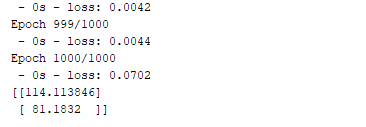 - 0s - loss: 0.0042
Epoch 999/1000
- 0s - loss: 0.0044
Epoch 1000/1000
- 0s - loss: 0.0702
[[114.113846]
[ 81.1832  ]]